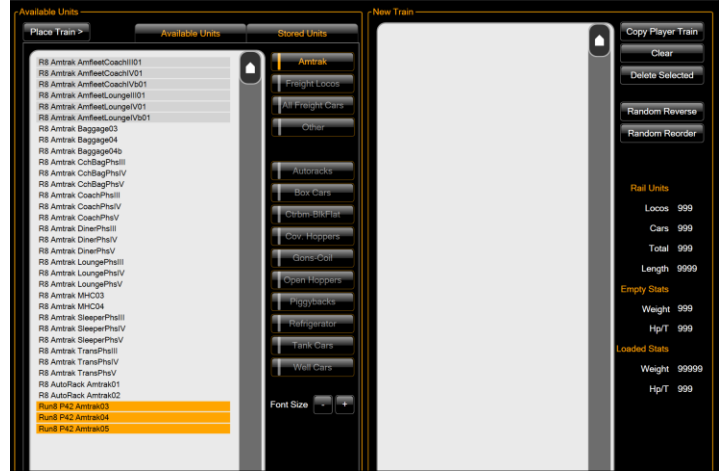 Available Units
Place Train >
Available Units
Stored Units
R8 Amtrak AmfleetCoachIII01
R8 Amtrak AmfleetCoachIV01
R8 Amtrak AmfleetCoachIVb01
R8 Amtrak AmfleetLoungeIII01
R8 Amtrak AmfleetLoungeIV01
R8 Amtrak AmfleetLoungeIVb01
R8 Amtrak Baggage03
R8 Amtrak Baggage04
R8 Amtrak Baggage04b
R8 Amtrak CchBagPhsIII
R8 Amtrak CchBagPhsIV
R8 Amtrak CchBagPhsV
R8 Amtrak CoachPhsIII
R8 Amtrak CoachPhsIV
R8 Amtrak CoachPhsV
R8 Amtrak DinerPhsIII
R8 Amtrak DinerPhsIV
R8 Amtrak DinerPhsV
R8 Amtrak LoungePhsIII
R8 Amtrak LoungePhsIV
R8 Amtrak LoungePhsV
R8 Amtrak MHC03
R8 Amtrak MHC04
R8 Amtrak SleeperPhsIII
R8 Amtrak SleeperPhsIV
R8 Amtrak SleeperPhsV
R8 Amtrak TransPhsIII
R8 Amtrak TransPhsIV
R8 Amtrak TransPhsV
R8 AutoRack Amtrak01
R8 AutoRack Amtrak02
Run8 P42 Amtrak03
Run8 P42 Amtrak04
Run8 P42 Amtrak05
Amtrak
Freight Locos
All Freight Cars
Other
Autoracks
Box Cars
Ctrbm-BlkFlat
Cov. Hoppers
Gons-Coil
Open Hoppers
Piggybacks
Refrigerator
Tank Cars
Well Cars
Font Size - +
New Train
Copy Player Train
Clear
Delete Selected
Random Reverse
Random Reorder
Rail Units
Locos 999
Cars 999
Total 999
Length 9999
Empty Stats
Weight 999
Hp/T 999
Loaded Stats
Weight 99999
Hp/T 999